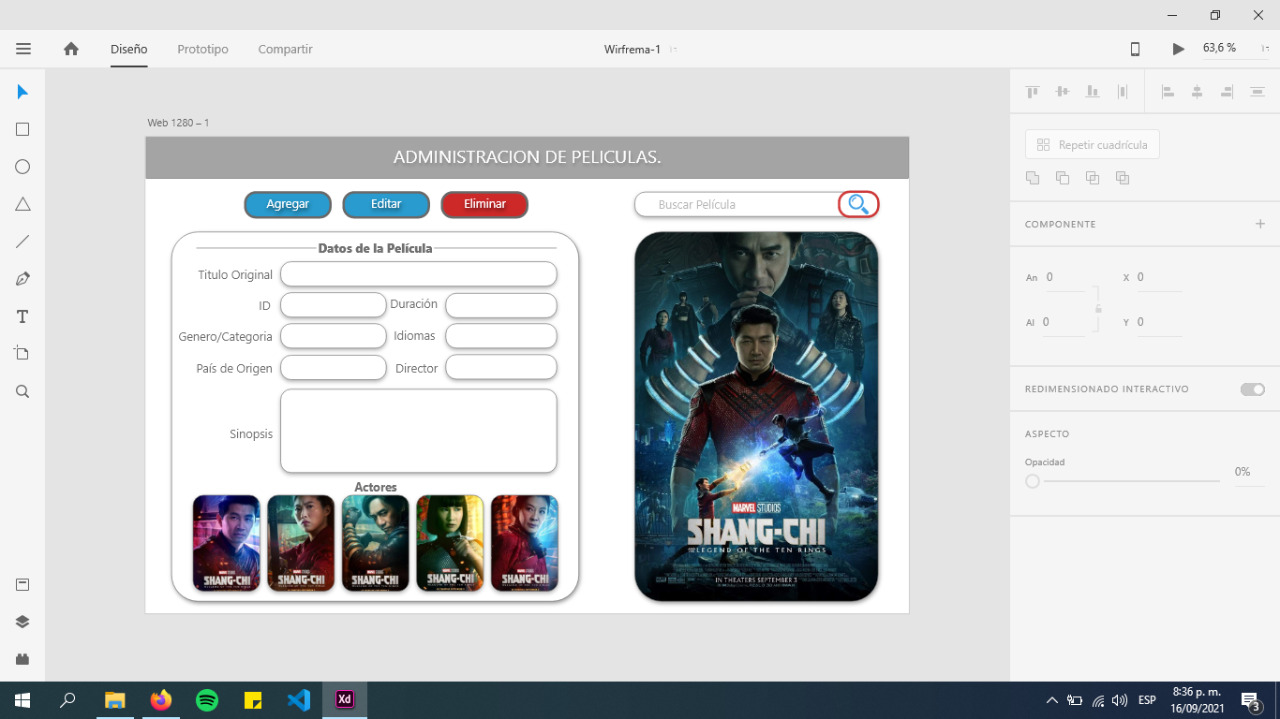 Diseño Prototipo Compartir Wirfrema-1 63,6 %
Web 1280 – 1
ADMINISTRACION DE PELICULAS.
Agregar Editar Eliminar Buscar Película
Datos de la Película
Titulo Original
ID Duración
Genero/Categoria Idiomas
País de Origen Director
Sinopsis
Actores
SHANG-CHI SHANG-CHI SHANG-CHI SHANG-CHI SHANG-CHI
MARVEL STUDIOS
SHANG-CHI
AND THE LEGEND OF THE TEN RINGS
IN THEATERS SEPTEMBER 3
Repetir cuadrícula
COMPONENTE
An 0 X 0
Al 0 Y 0
REDIMENSIONADO INTERACTIVO
ASPECTO
Opacidad
0%
Xd
ESP
8:36 p. m.
16/09/2021
3